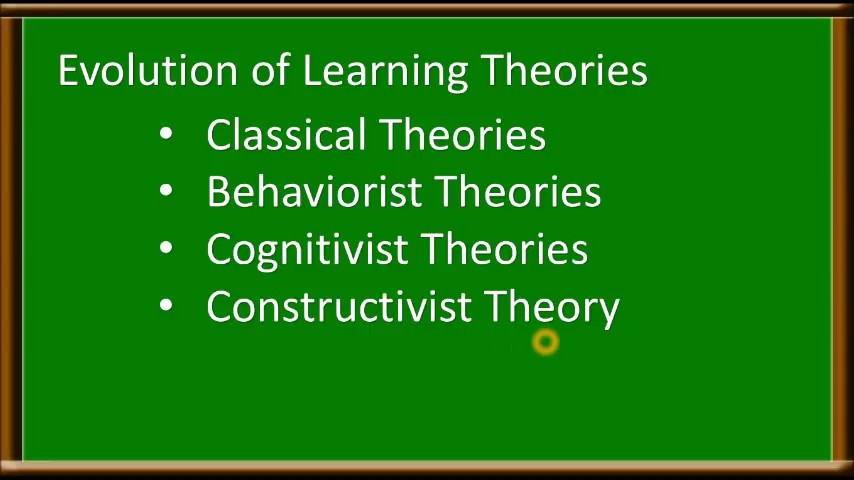 Evolution of Learning Theories
• Classical Theories
• Behaviorist Theories
• Cognitivist Theories
• Constructivist Theory